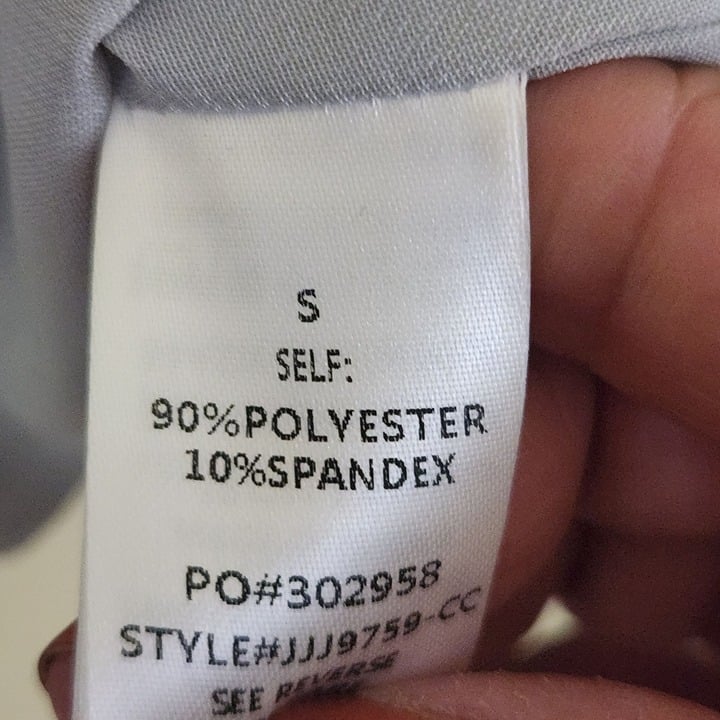 S
SELF:
90%POLYESTER
10%SPANDEX
PO#302958
STYLE#JJJ9759-CC
SEE REVERSE